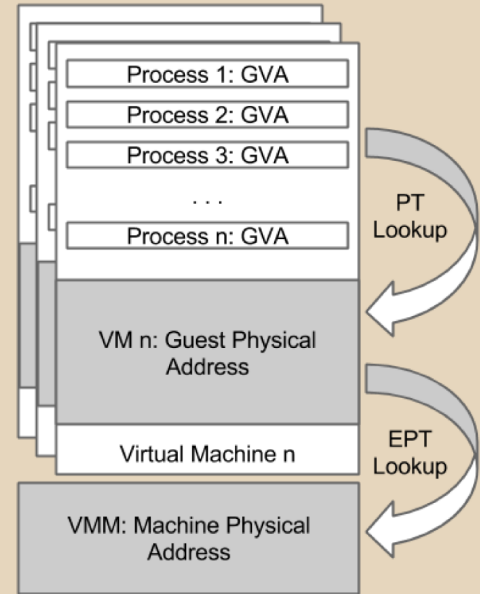 Process 1: GVA
Process 2: GVA
Process 3: GVA
. . .
Process n: GVA
PT
Lookup
VM n: Guest Physical
Address
EPT
Lookup
Virtual Machine n
VMM: Machine Physical
Address